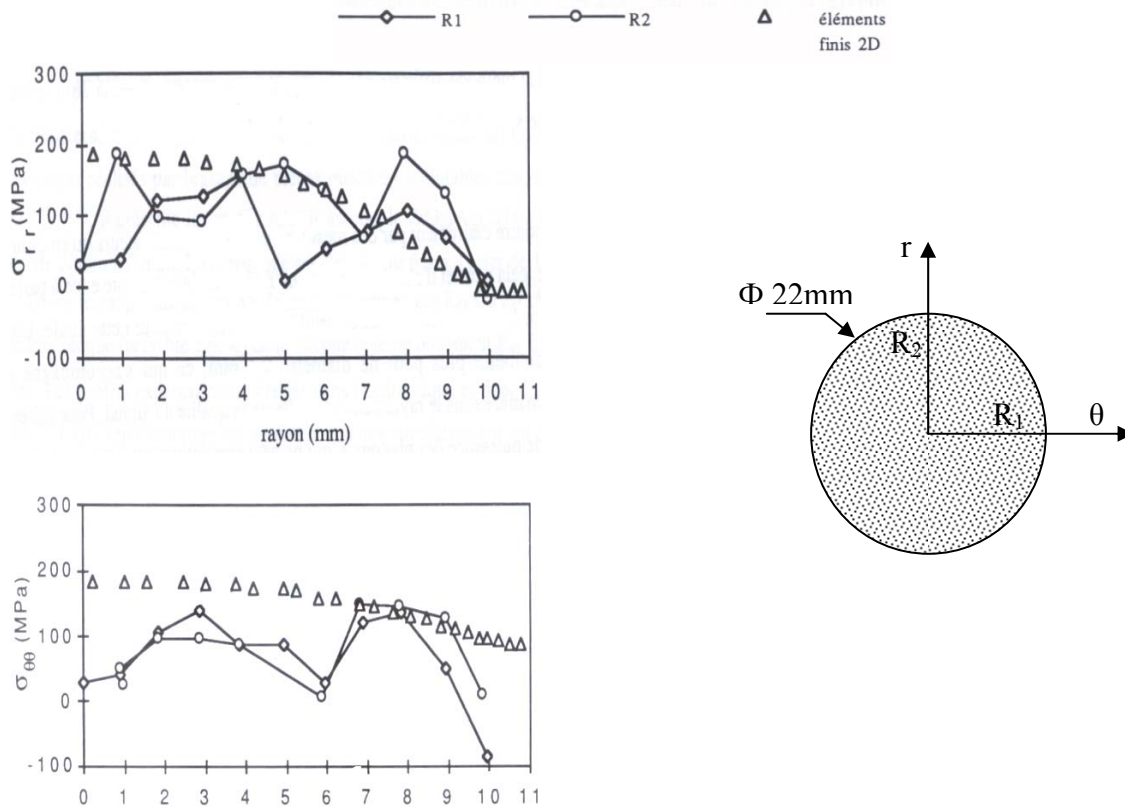 R1 R2 éléments
finis 2D
300
200
100
0
-100
σ r r (MPa)
0 1 2 3 4 5 6 7 8 9 10 11
rayon (mm)
300
200
100
0
-100
σ θθ (MPa)
0 1 2 3 4 5 6 7 8 9 10 11
r
Φ 22mm
R2
R1 θ